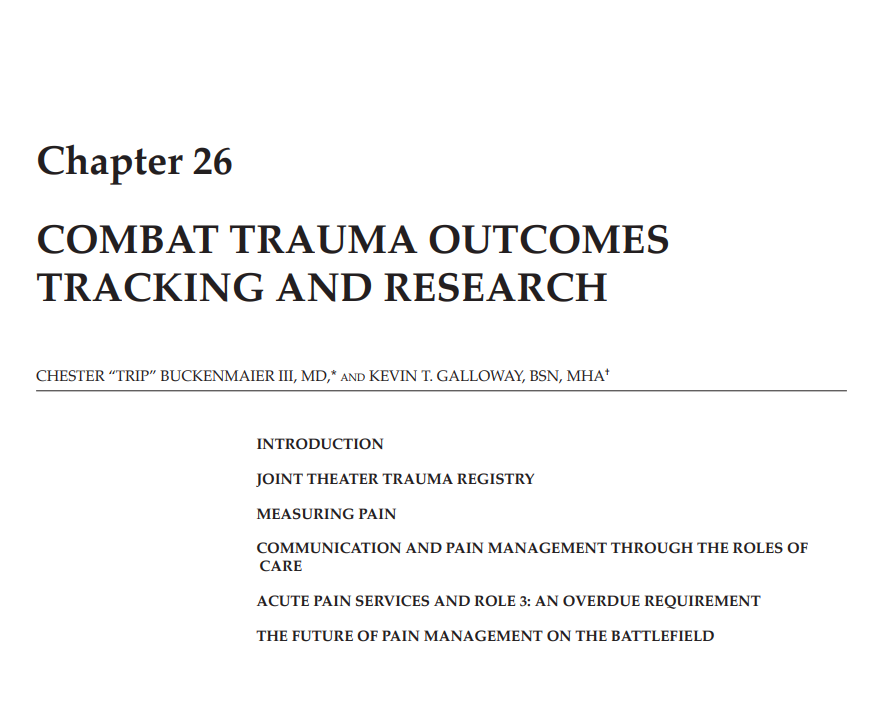 Chapter 26
COMBAT TRAUMA OUTCOMES
TRACKING AND RESEARCH
CHESTER “TRIP” BUCKENMAIER III, MD,* AND KEVIN T. GALLOWAY, BSN, MHA†
INTRODUCTION
JOINT THEATER TRAUMA REGISTRY
MEASURING PAIN
COMMUNICATION AND PAIN MANAGEMENT THROUGH THE ROLES OF
CARE
ACUTE PAIN SERVICES AND ROLE 3: AN OVERDUE REQUIREMENT
THE FUTURE OF PAIN MANAGEMENT ON THE BATTLEFIELD